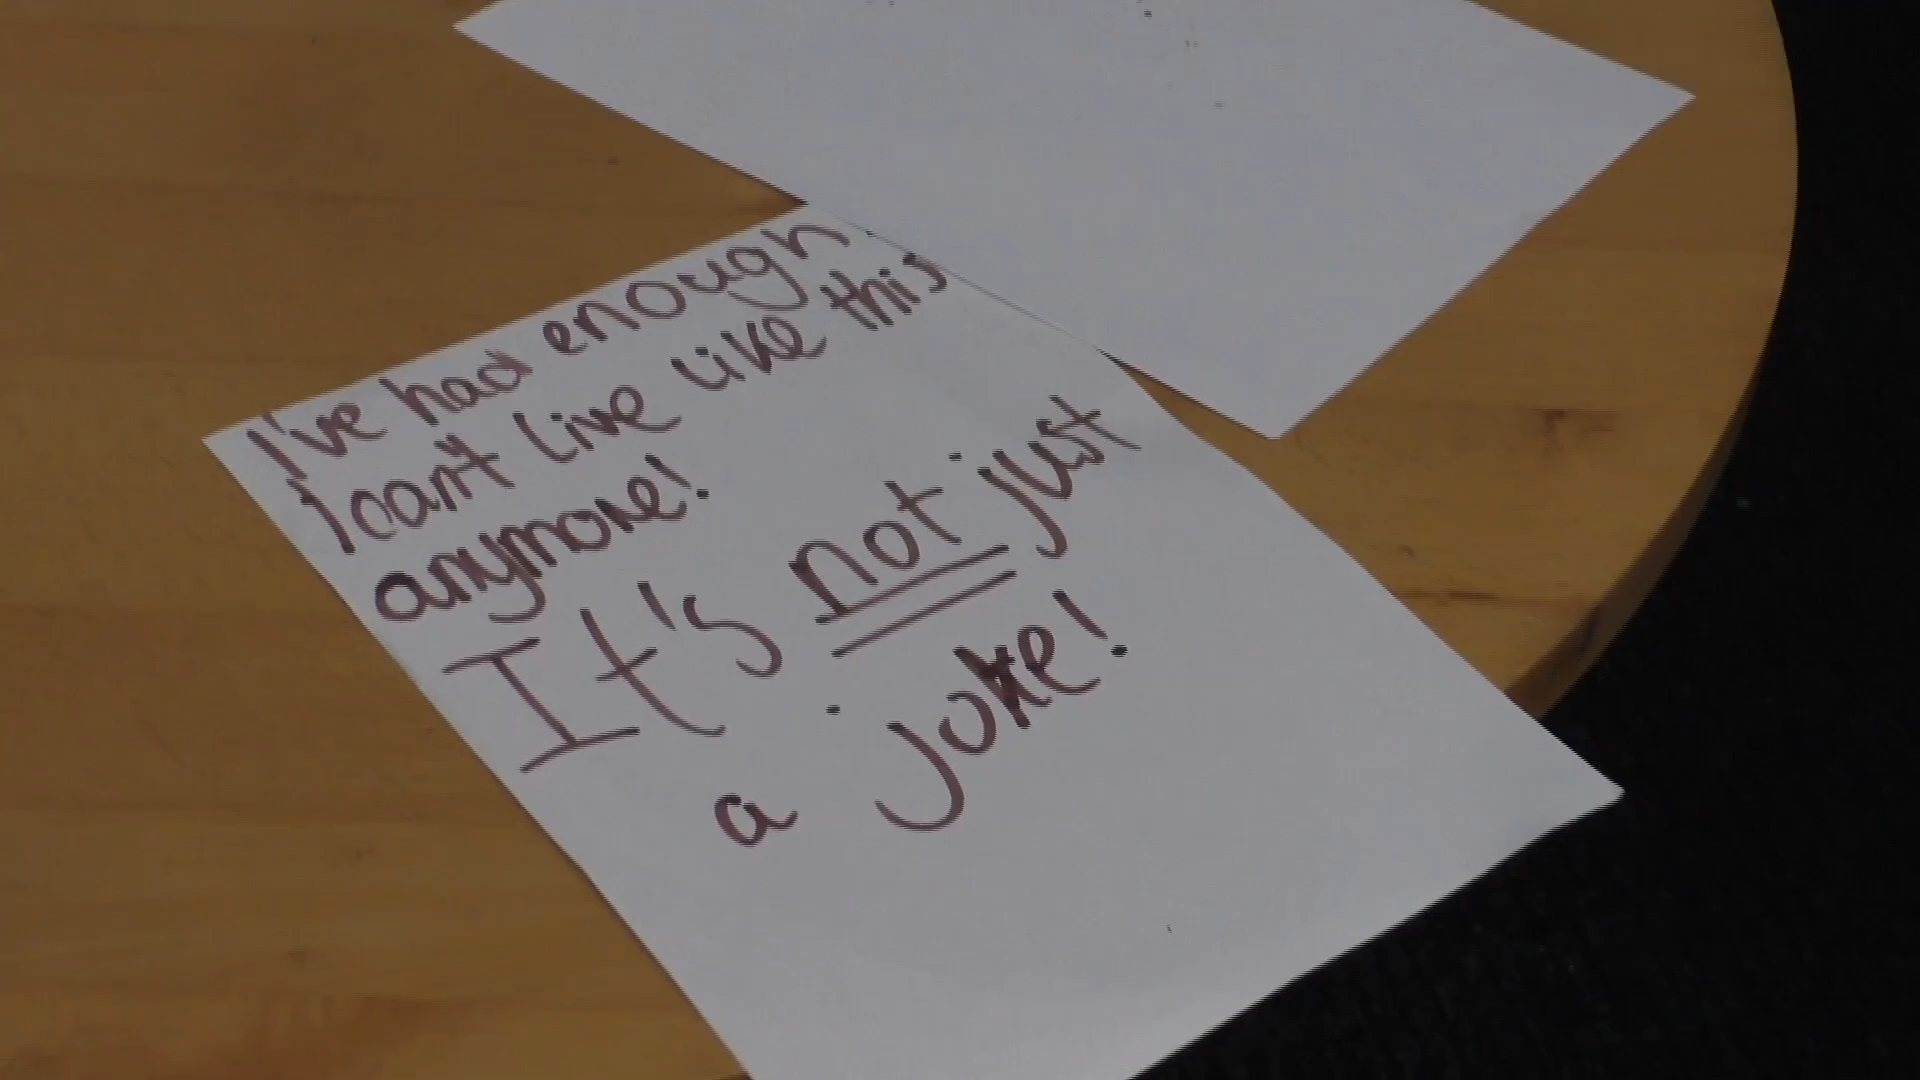 I've had enough
I can't live like this
anymore!
It's not just
a joke!